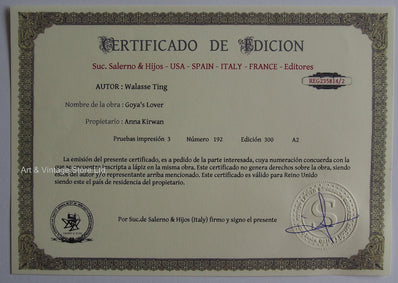 CERTIFICADO DE EDICION
Suc. Salerno & Hijos - USA - SPAIN - ITALY - FRANCE - Editores
REG235814/2
AUTOR : Walasse Ting
Nombre de la obra : Goya's Lover
Propietario : Anna Kirwan
Pruebas impresión 3 Número 192 Edición 300 A2
La emisión del presente certificado, es a pedido de la parte interesada, cuya numeración concuerda con la
que se encuentra inscripta a lápiz en la misma obra. Este certificado no genera derechos sobre la obra, siendo
estos del autor y/o representante arriba mencionado. Este certificado es válido para Reino Unido
siendo este el país de residencia del propietario.
Art & Vintage Store Ltd
Por Suc.de Salerno & Hijos (Italy) firmo y signo el presente